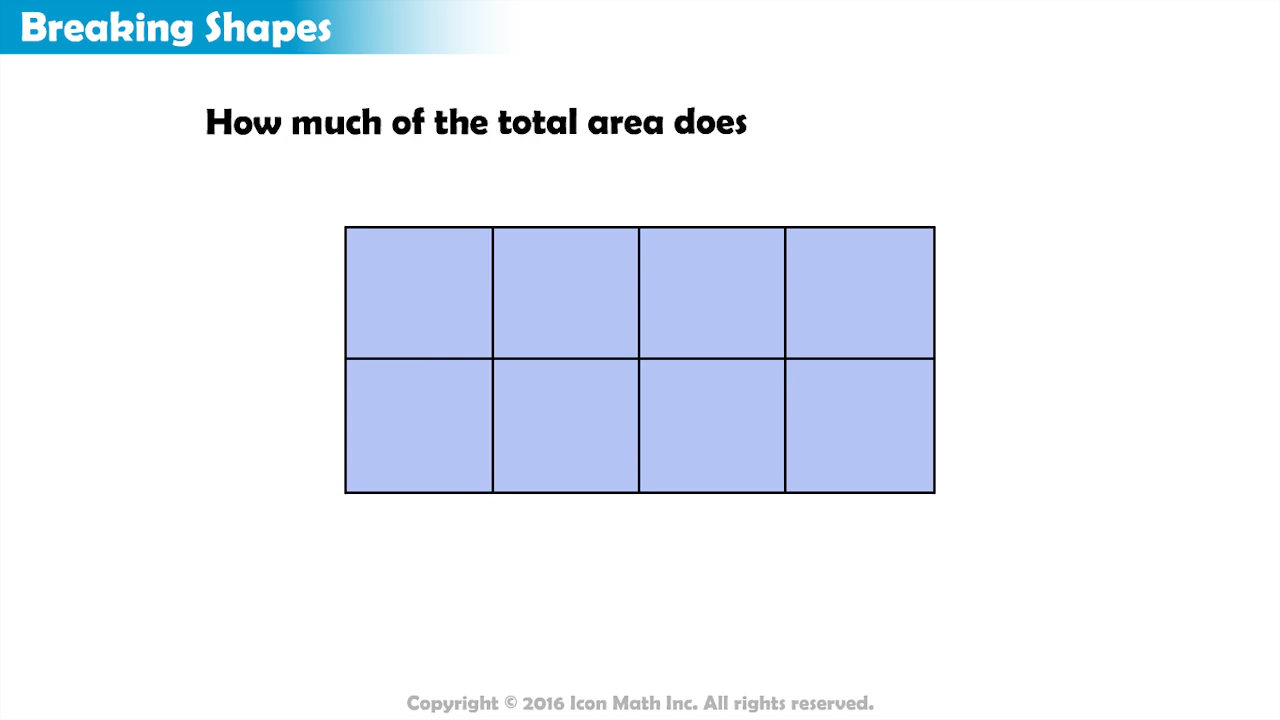 Breaking Shapes
How much of the total area does
Copyright © 2016 Icon Math Inc. All rights reserved.